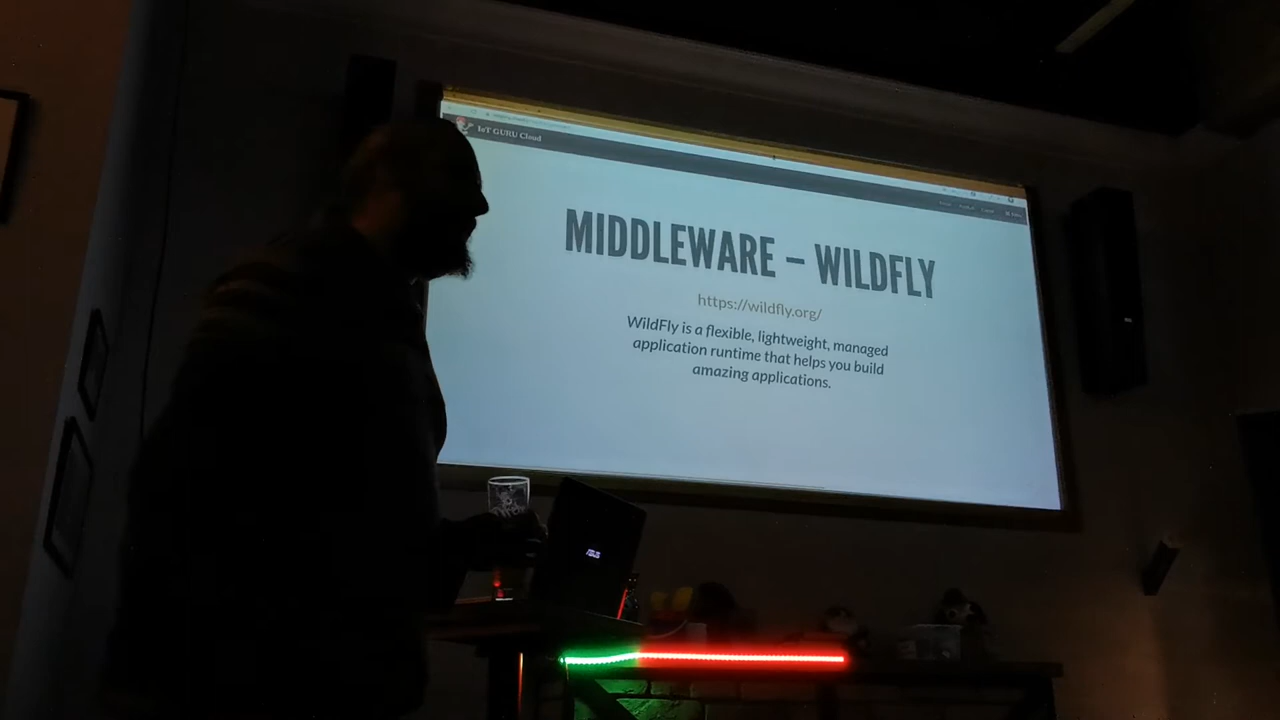 IoT GURU Cloud
MIDDLEWARE – WILDFLY
https://wildfly.org/
WildFly is a flexible, lightweight, managed
application runtime that helps you build
amazing applications.